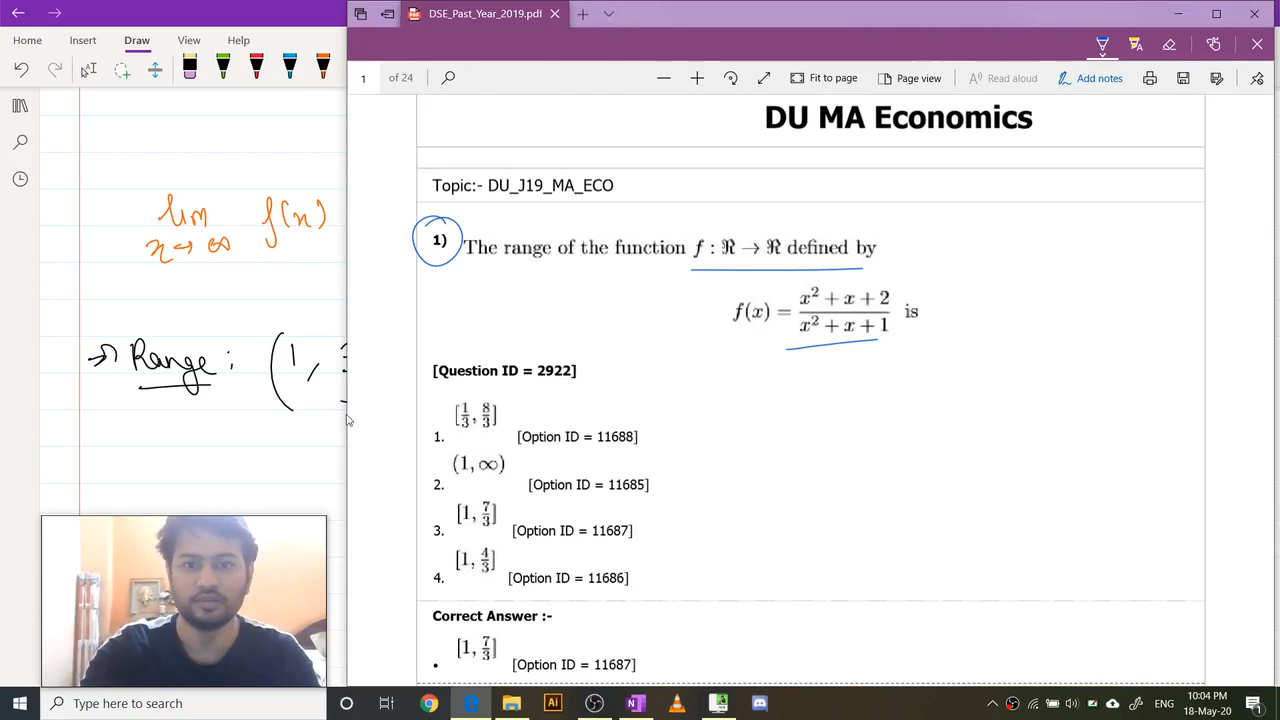 DSE_Past_Year_2019.pdf
Home Insert Draw View Help
1 of 24 Fit to page Page view Read aloud Add notes
DU MA Economics
Topic:- DU_J19_MA_ECO
1) The range of the function f : ℜ → ℜ defined by
f(x) = (x² + x + 2)/(x² + x + 1) is
[Question ID = 2922]
1. [1/3, 8/3] [Option ID = 11688]
2. (1, ∞) [Option ID = 11685]
3. [1, 7/3] [Option ID = 11687]
4. [1, 4/3] [Option ID = 11686]
Correct Answer :-
• [1, 7/3] [Option ID = 11687]
lim f(x)
x → ∞
→ Range : (1,
Type here to search
ENG
10:04 PM
18-May-20